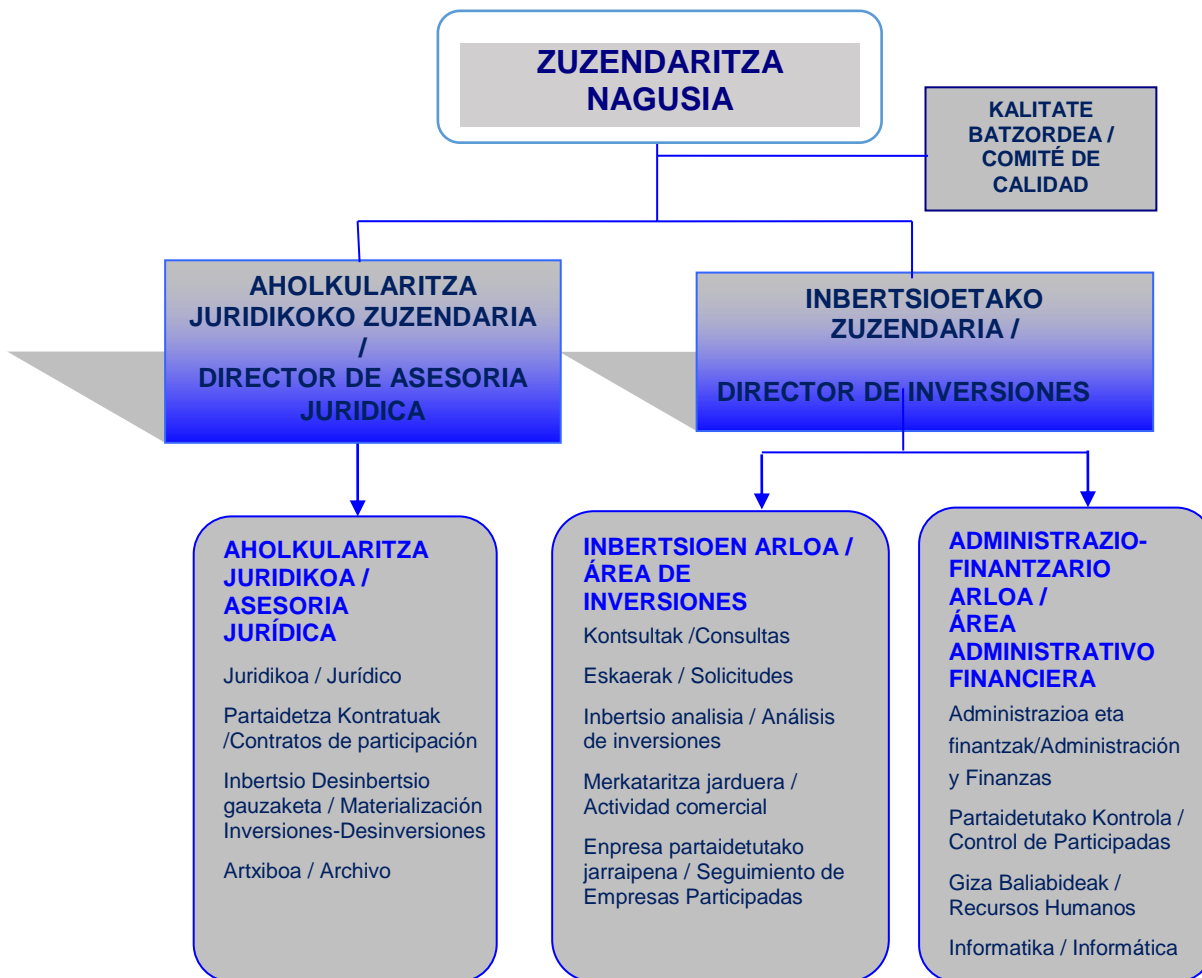 ZUZENDARITZA
NAGUSIA
KALITATE
BATZORDEA /
COMITÉ DE
CALIDAD
AHOLKULARITZA
JURIDIKOKO ZUZENDARIA
/
DIRECTOR DE ASESORIA
JURIDICA
INBERTSIOETAKO
ZUZENDARIA /
DIRECTOR DE INVERSIONES
AHOLKULARITZA
JURIDIKOA /
ASESORIA
JURÍDICA
Juridikoa / Jurídico
Partaidetza Kontratuak
/Contratos de participación
Inbertsio Desinbertsio
gauzaketa / Materialización
Inversiones-Desinversiones
Artxiboa / Archivo
INBERTSIOEN ARLOA /
ÁREA DE
INVERSIONES
Kontsultak /Consultas
Eskaerak / Solicitudes
Inbertsio analisia / Análisis
de inversiones
Merkataritza jarduera /
Actividad comercial
Enpresa partaidetutako
jarraipena / Seguimiento de
Empresas Participadas
ADMINISTRAZIO-
FINANTZARIO
ARLOA /
ÁREA
ADMINISTRATIVO
FINANCIERA
Administrazioa eta
finantzak/Administración
y Finanzas
Partaidetutako Kontrola /
Control de Participadas
Giza Baliabideak /
Recursos Humanos
Informatika / Informática